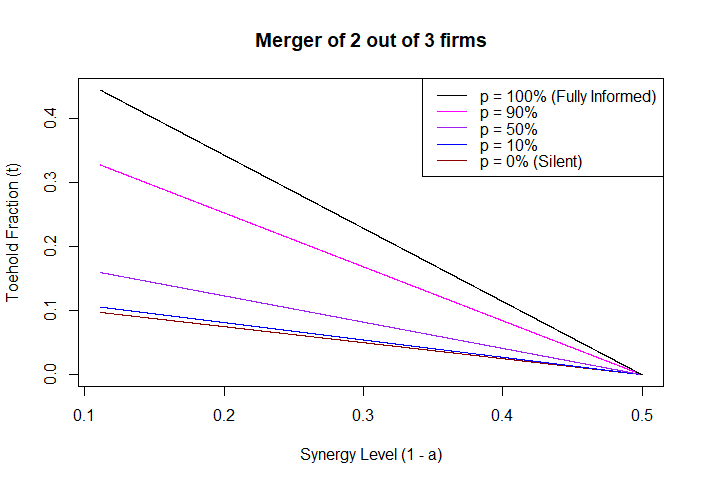 Merger of 2 out of 3 firms
p = 100% (Fully Informed)
p = 90%
p = 50%
p = 10%
p = 0% (Silent)
Toehold Fraction (t)
0.4
0.3
0.2
0.1
0.0
0.1
0.2
0.3
0.4
0.5
Synergy Level (1 - a)